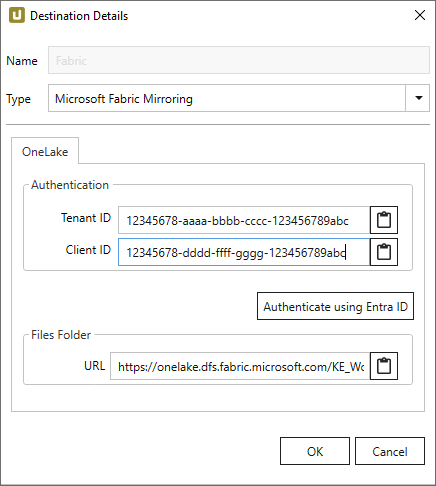 Destination Details
Name Fabric
Type Microsoft Fabric Mirroring
OneLake
Authentication
Tenant ID 12345678-aaaa-bbbb-cccc-123456789abc
Client ID 12345678-dddd-ffff-gggg-123456789abc
Authenticate using Entra ID
Files Folder
URL https://onelake.dfs.fabric.microsoft.com/KE_Wo
OK Cancel